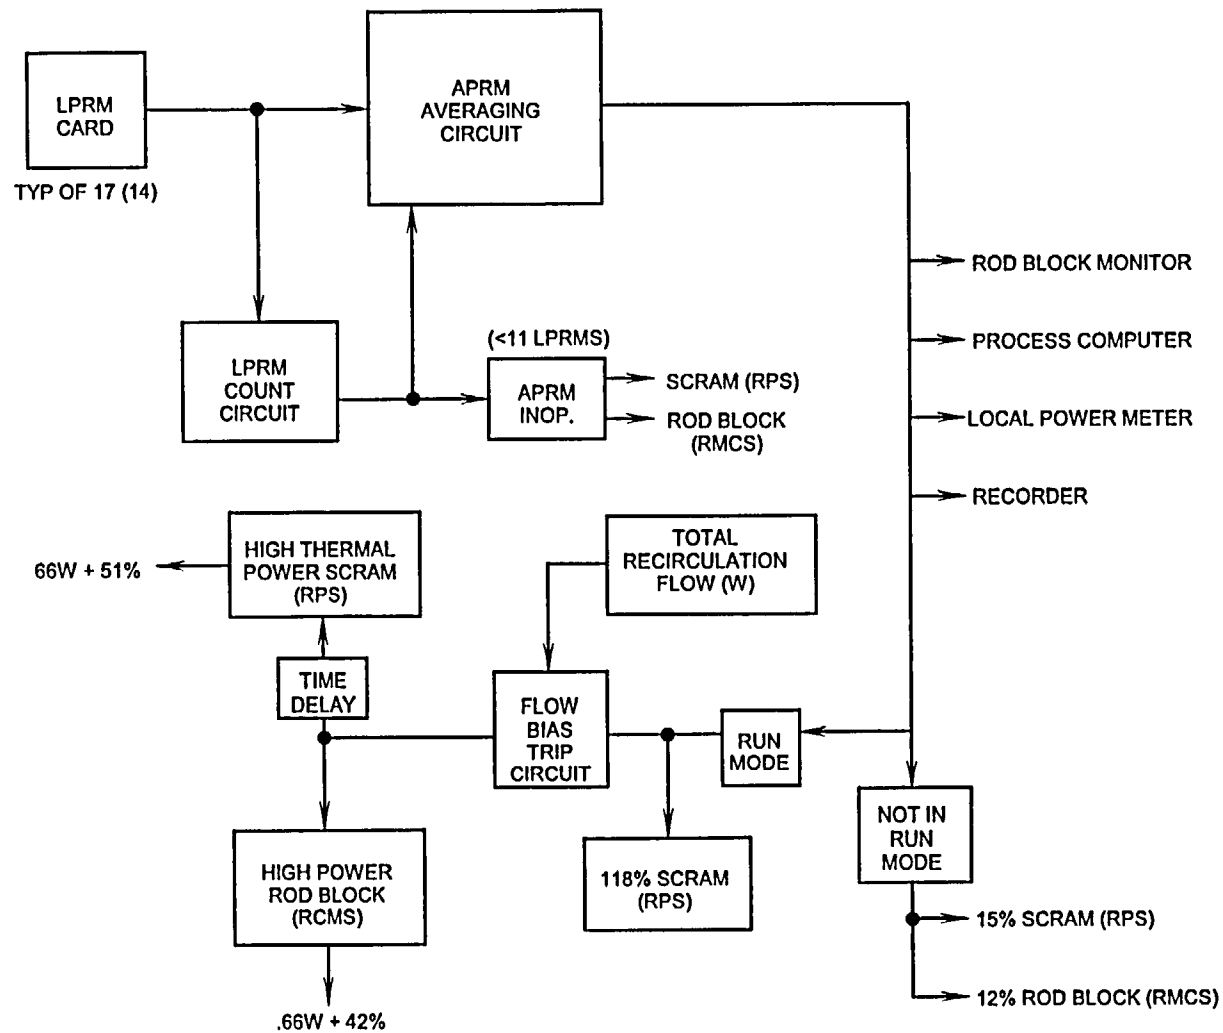 LPRM
CARD
TYP OF 17 (14)
APRM
AVERAGING
CIRCUIT
LPRM
COUNT
CIRCUIT
(<11 LPRMS)
APRM
INOP.
SCRAM (RPS)
ROD BLOCK
(RMCS)
ROD BLOCK MONITOR
PROCESS COMPUTER
LOCAL POWER METER
RECORDER
66W + 51%
HIGH THERMAL
POWER SCRAM
(RPS)
TOTAL
RECIRCULATION
FLOW (W)
TIME
DELAY
FLOW
BIAS
TRIP
CIRCUIT
RUN
MODE
NOT IN
RUN
MODE
HIGH POWER
ROD BLOCK
(RCMS)
118% SCRAM
(RPS)
15% SCRAM (RPS)
12% ROD BLOCK (RMCS)
.66W + 42%